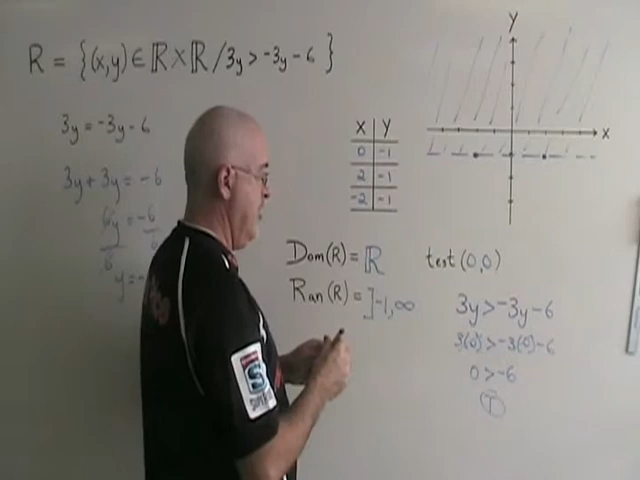 R = {(x,y) ∈ ℝ X ℝ / 3y > -3y - 6 }
3y = -3y - 6
3y + 3y = -6
6y = -6
6 6
y = -
X Y
0 -1
2 -1
-2 -1
Y
X
Dom(R) = ℝ
Ran(R) = ]-1, ∞
test (0,0)
3y > -3y - 6
3(0) > -3(0) - 6
0 > -6
T
S
SUPER